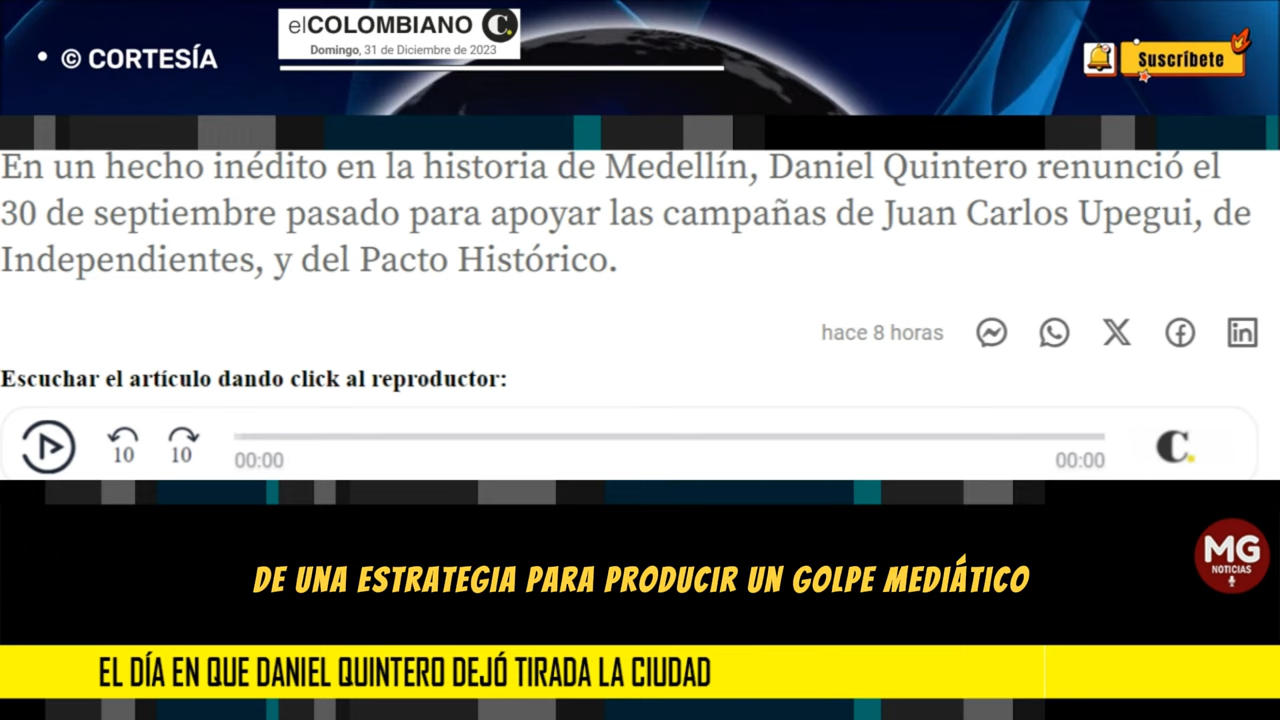 • © CORTESÍA
elCOLOMBIANO C.
Domingo, 31 de Diciembre de 2023
Suscríbete
En un hecho inédito en la historia de Medellín, Daniel Quintero renunció el
30 de septiembre pasado para apoyar las campañas de Juan Carlos Upegui, de
Independientes, y del Pacto Histórico.
hace 8 horas
Escuchar el artículo dando click al reproductor:
10 10
00:00 00:00
C.
DE UNA ESTRATEGIA PARA PRODUCIR UN GOLPE MEDIÁTICO
MG
NOTICIAS
EL DÍA EN QUE DANIEL QUINTERO DEJÓ TIRADA LA CIUDAD